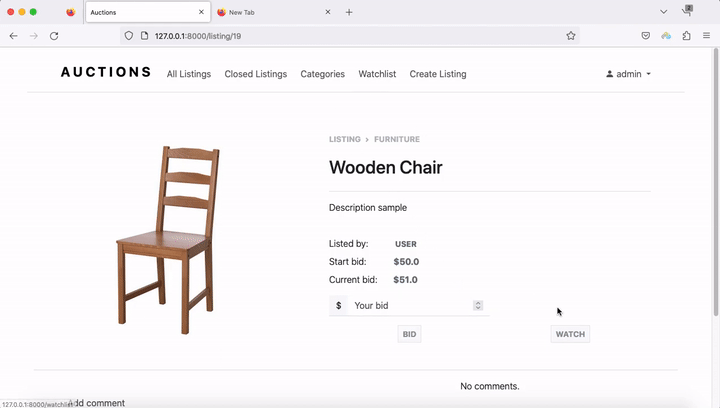 Auctions
New Tab
2
127.0.0.1:8000/listing/19
AUCTIONS
All Listings
Closed Listings
Categories
Watchlist
Create Listing
admin
LISTING > FURNITURE
Wooden Chair
Description sample
Listed by: USER
Start bid: $50.0
Current bid: $51.0
$ Your bid
BID
WATCH
No comments.
Add comment
127.0.0.1:8000/watchlist